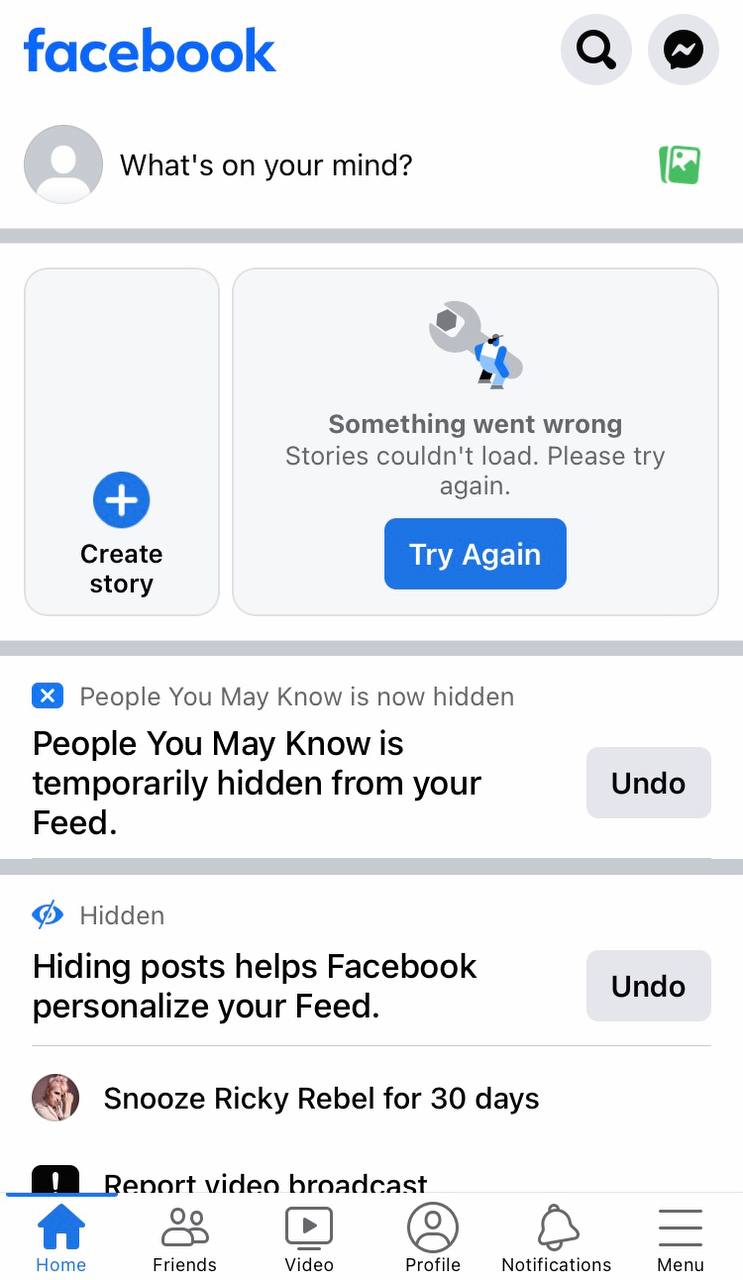 facebook
What's on your mind?
Create
story
Something went wrong
Stories couldn't load. Please try
again.
Try Again
People You May Know is now hidden
People You May Know is
temporarily hidden from your
Feed.
Undo
Hidden
Hiding posts helps Facebook
personalize your Feed.
Undo
Snooze Ricky Rebel for 30 days
Report video broadcast
Home
Friends
Video
Profile
Notifications
Menu